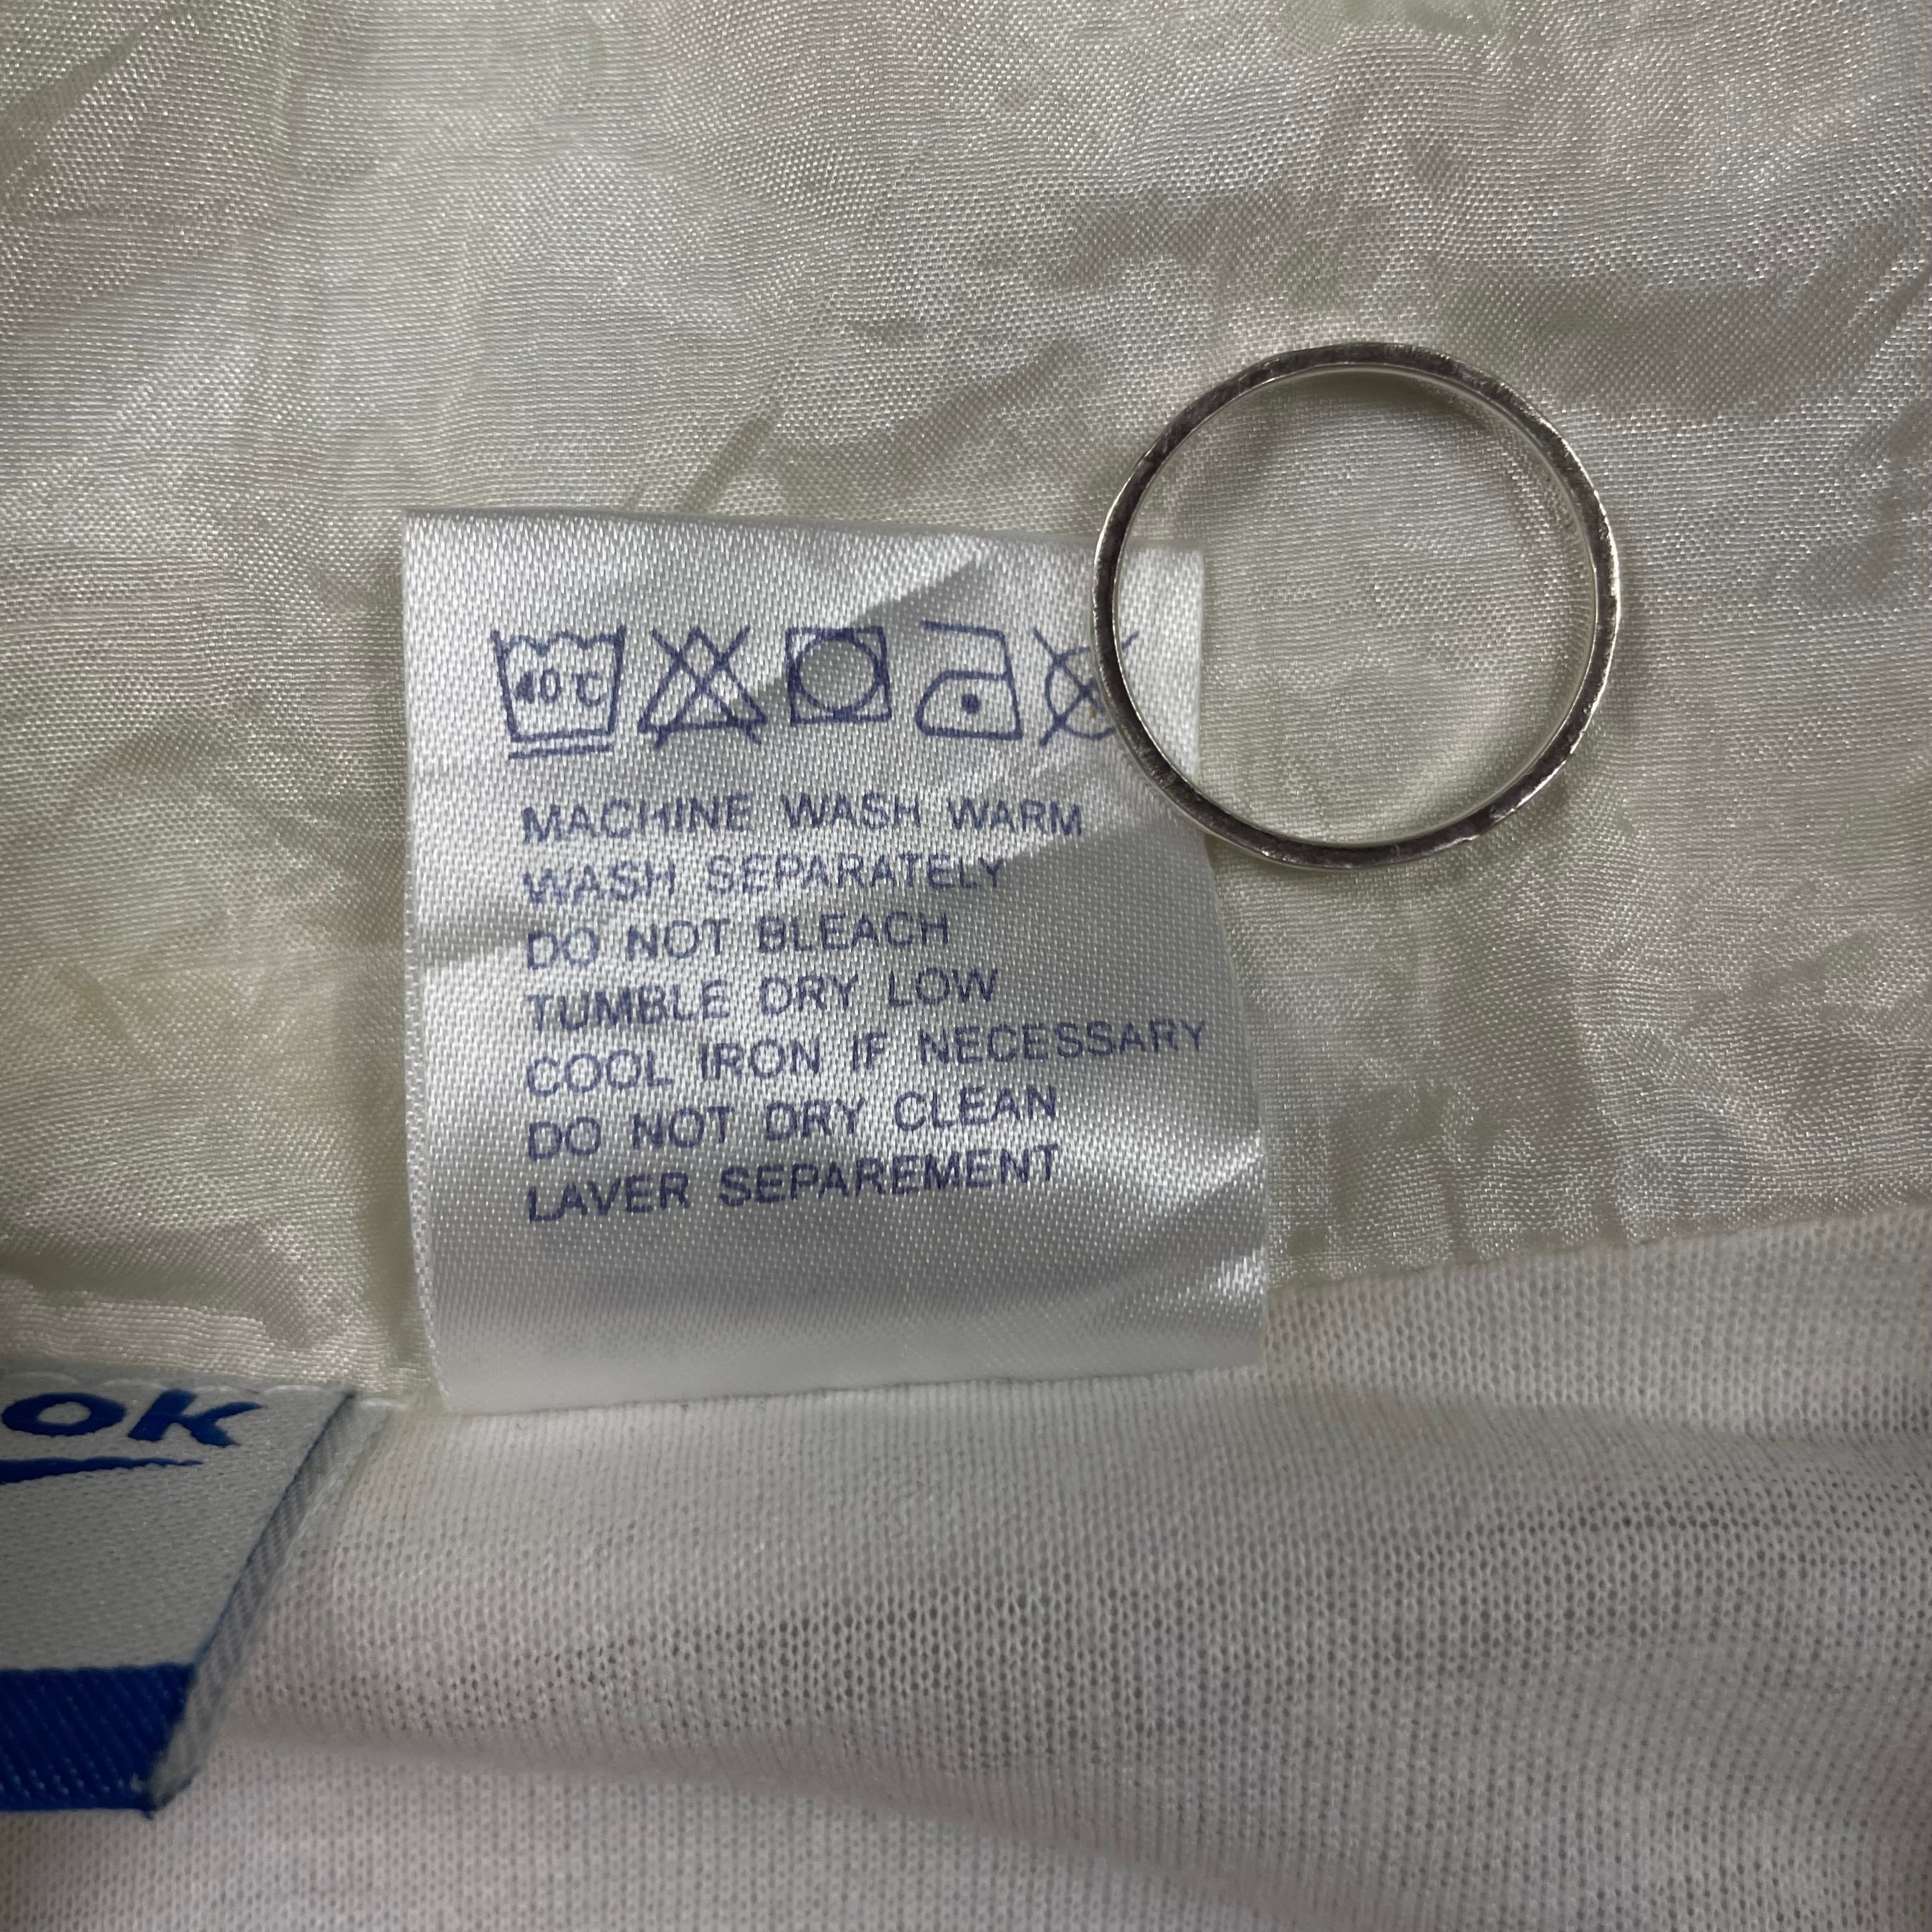 40°C
MACHINE WASH WARM
WASH SEPARATELY
DO NOT BLEACH
TUMBLE DRY LOW
COOL IRON IF NECESSARY
DO NOT DRY CLEAN
LAVER SEPAREMENT
OK